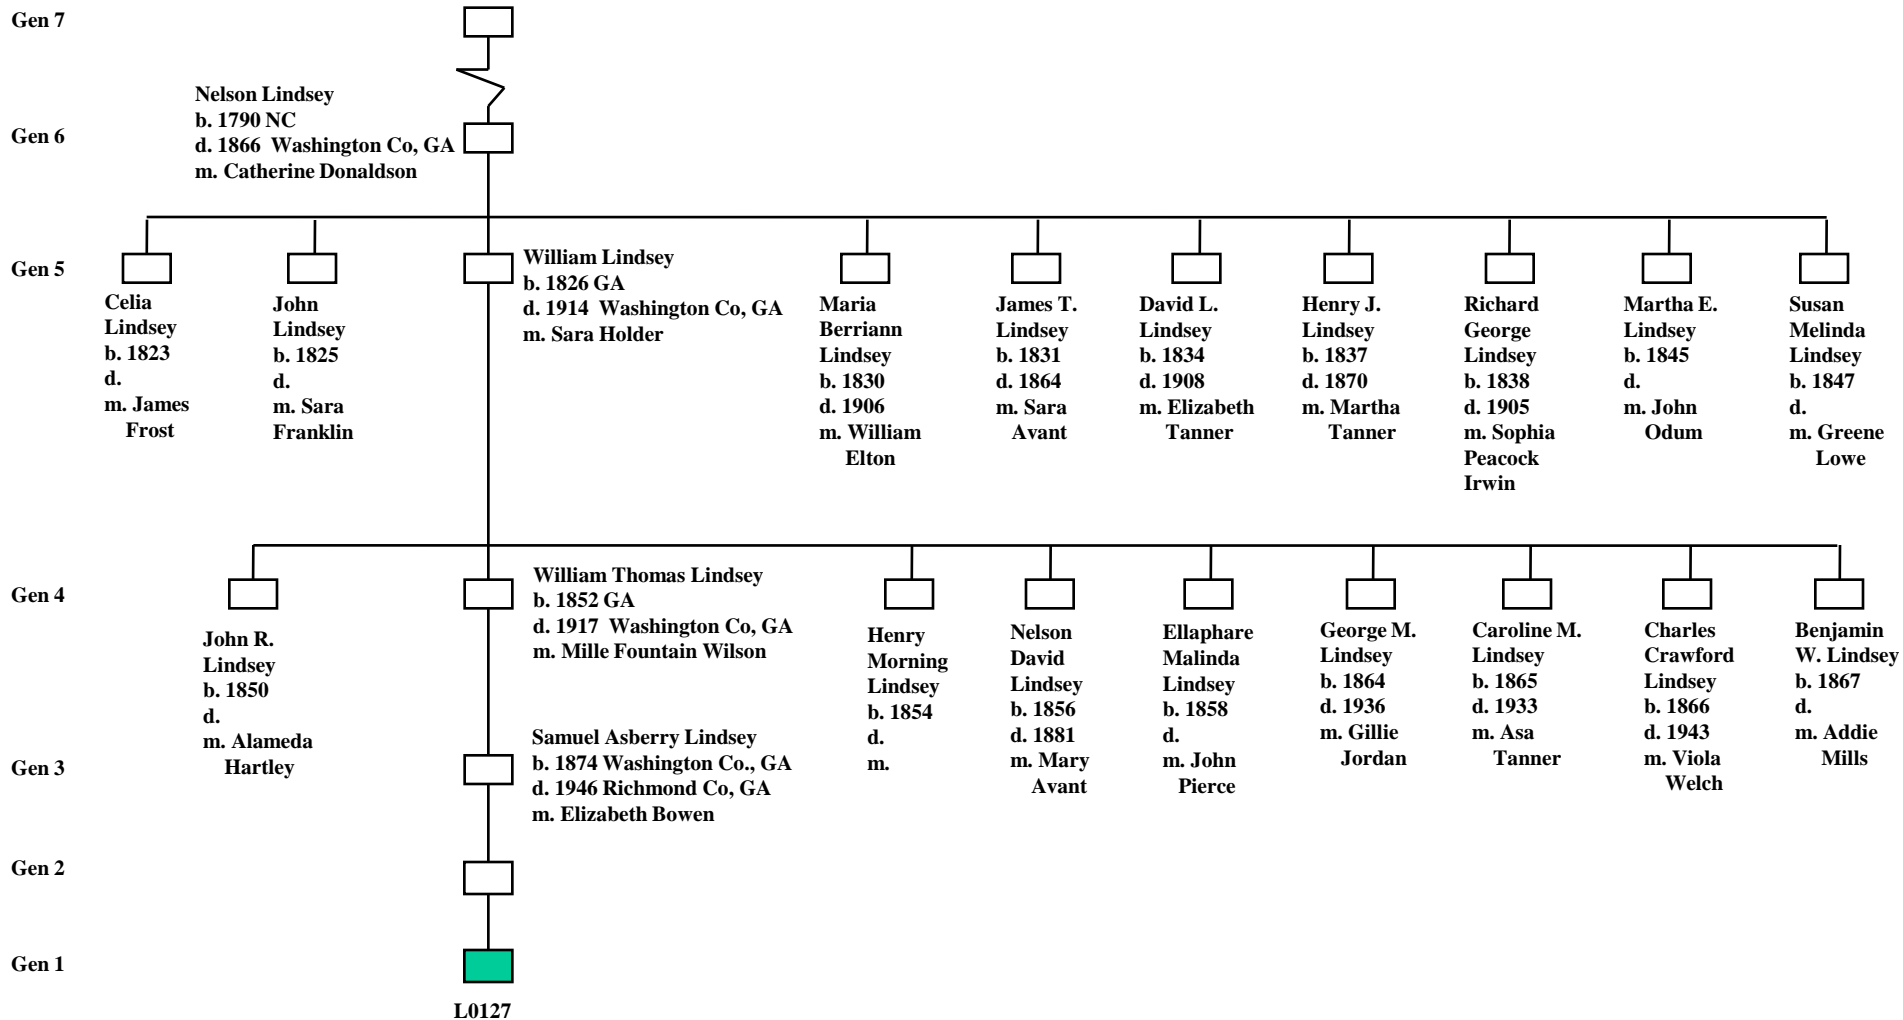 Gen 7
Nelson Lindsey
b. 1790 NC
Gen 6
d. 1866 Washington Co, GA
m. Catherine Donaldson
Gen 5
Celia
Lindsey
b. 1823
d.
m. James
Frost
John
Lindsey
b. 1825
d.
m. Sara
Franklin
William Lindsey
b. 1826 GA
d. 1914 Washington Co, GA
m. Sara Holder
Maria
Berriann
Lindsey
b. 1830
d. 1906
m. William
Elton
James T.
Lindsey
b. 1831
d. 1864
m. Sara
Avant
David L.
Lindsey
b. 1834
d. 1908
m. Elizabeth
Tanner
Henry J.
Lindsey
b. 1837
d. 1870
m. Martha
Tanner
Richard
George
Lindsey
b. 1838
d. 1905
m. Sophia
Peacock
Irwin
Martha E.
Lindsey
b. 1845
d.
m. John
Odum
Susan
Melinda
Lindsey
b. 1847
d.
m. Greene
Lowe
Gen 4
John R.
Lindsey
b. 1850
d.
m. Alameda
Hartley
William Thomas Lindsey
b. 1852 GA
d. 1917 Washington Co, GA
m. Mille Fountain Wilson
Henry
Morning
Lindsey
b. 1854
d.
m.
Nelson
David
Lindsey
b. 1856
d. 1881
m. Mary
Avant
Ellaphare
Malinda
Lindsey
b. 1858
d.
m. John
Pierce
George M.
Lindsey
b. 1864
d. 1936
m. Gillie
Jordan
Caroline M.
Lindsey
b. 1865
d. 1933
m. Asa
Tanner
Charles
Crawford
Lindsey
b. 1866
d. 1943
m. Viola
Welch
Benjamin
W. Lindsey
b. 1867
d.
m. Addie
Mills
Gen 3
Samuel Asberry Lindsey
b. 1874 Washington Co., GA
d. 1946 Richmond Co, GA
m. Elizabeth Bowen
Gen 2
Gen 1
L0127